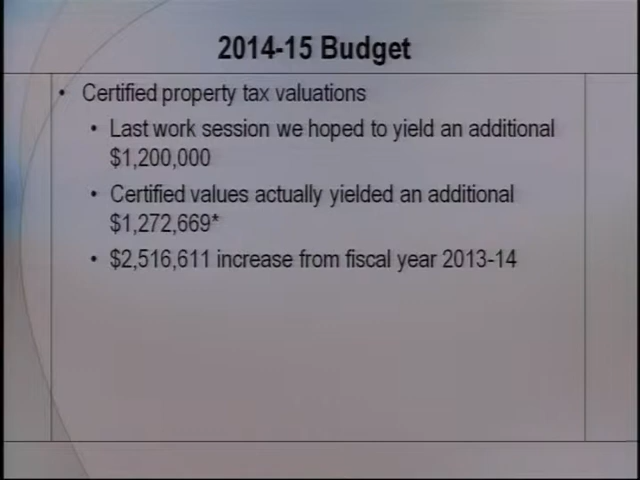 2014-15 Budget
• Certified property tax valuations
• Last work session we hoped to yield an additional
$1,200,000
• Certified values actually yielded an additional
$1,272,669*
• $2,516,611 increase from fiscal year 2013-14